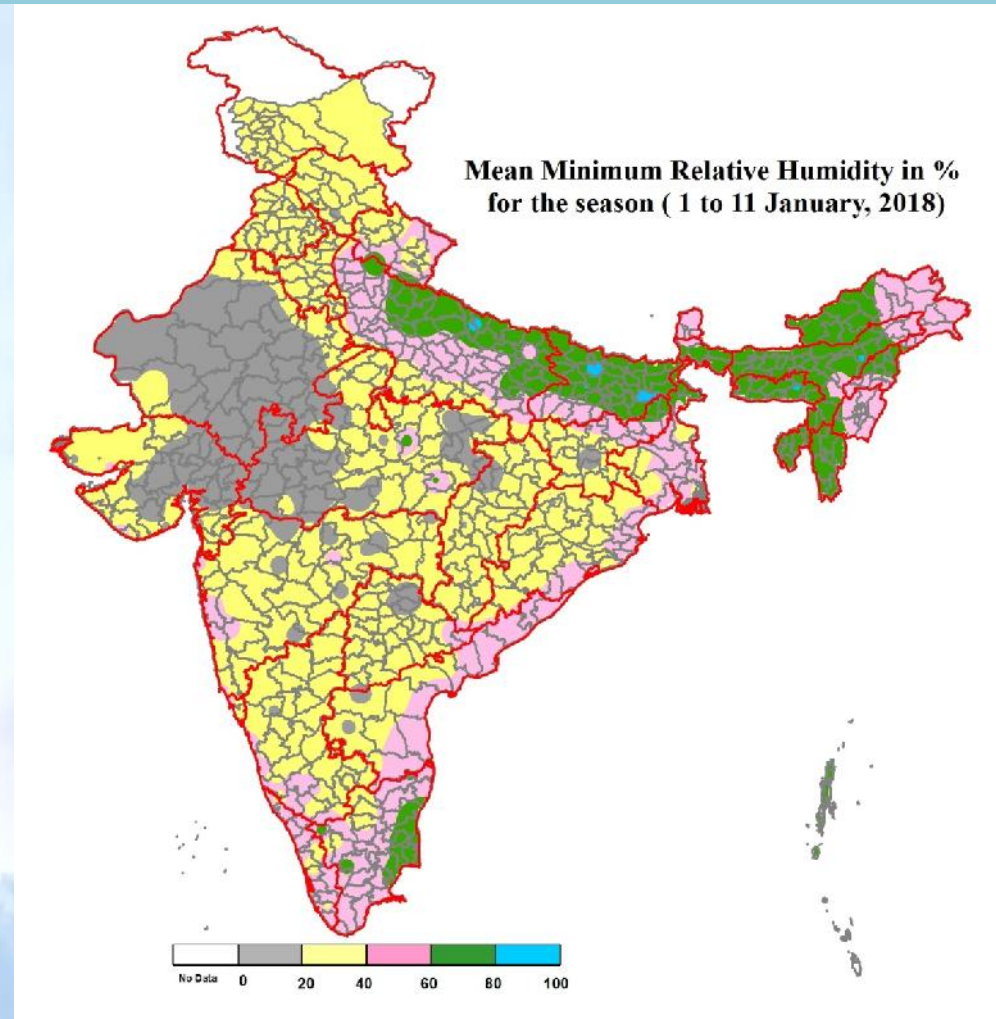 Mean Minimum Relative Humidity in %
for the season ( 1 to 11 January, 2018)
No Data 0 20 40 60 80 100